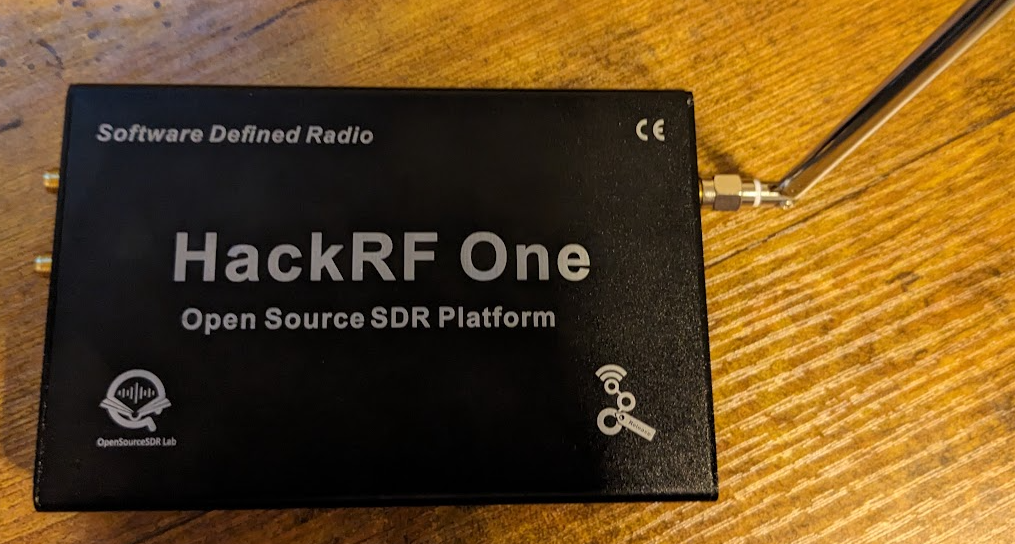 Software Defined Radio
CE
HackRF One
Open Source SDR Platform
OpenSourceSDR Lab